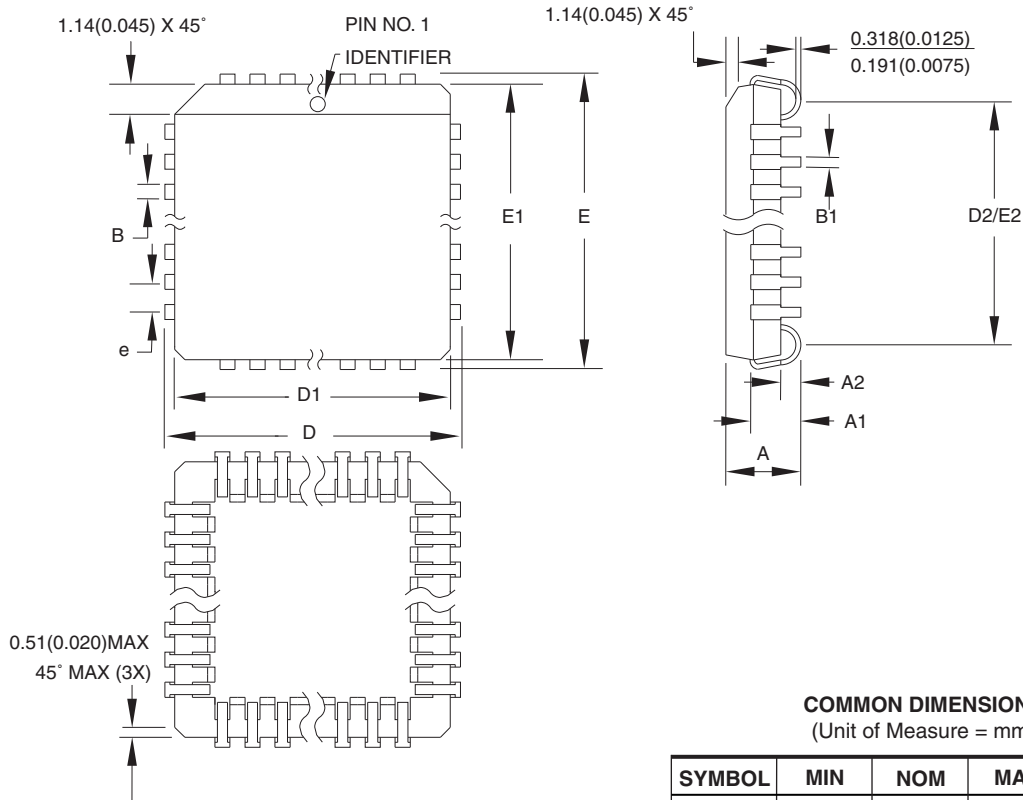 1.14(0.045) X 45˚
PIN NO. 1
IDENTIFIER
1.14(0.045) X 45˚
0.318(0.0125)
0.191(0.0075)
E1
E
B
e
B1
D2/E2
D1
D
A2
A1
A
0.51(0.020)MAX
45˚ MAX (3X)
COMMON DIMENSION
(Unit of Measure = mm
SYMBOL MIN NOM MA